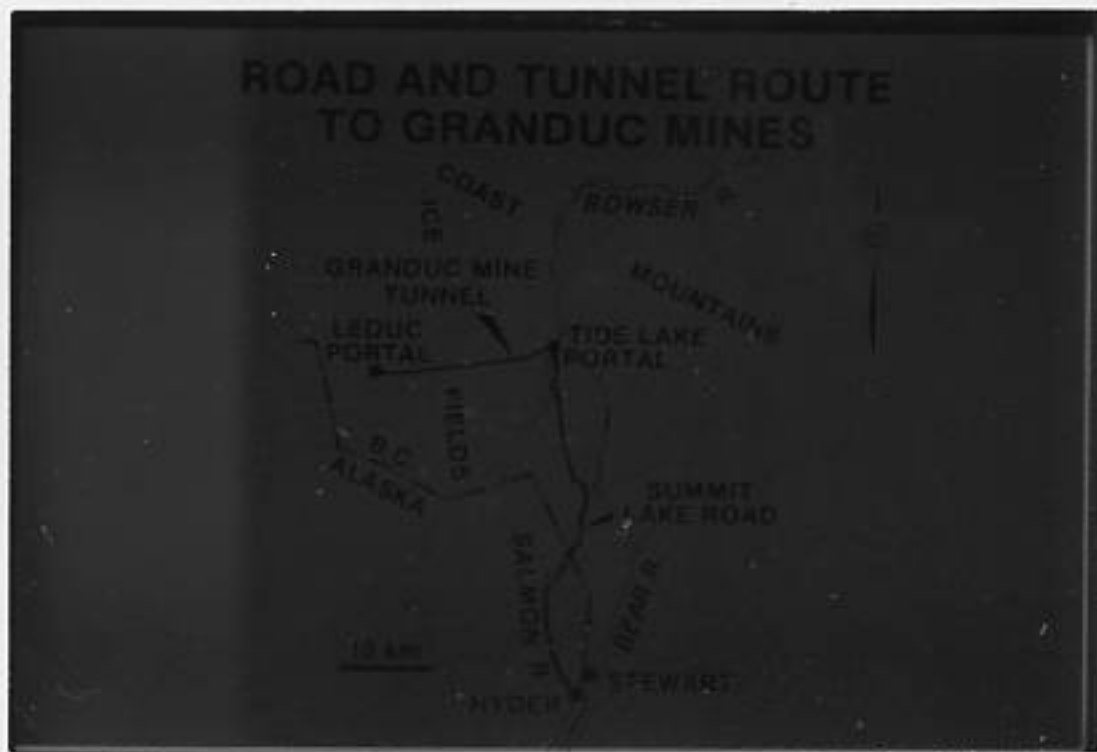 ROAD AND TUNNEL ROUTE
TO GRANDUC MINES
COAST
BOWSER
R.
ICE
GRANDUC MINE
TUNNEL
MOUNTAINS
LEDUC
PORTAL
TIDE LAKE
PORTAL
FIELDS
B.C.
ALASKA
SUMMIT
LAKE ROAD
SALMON R.
BEAR R.
10 km
STEWART
HYDER